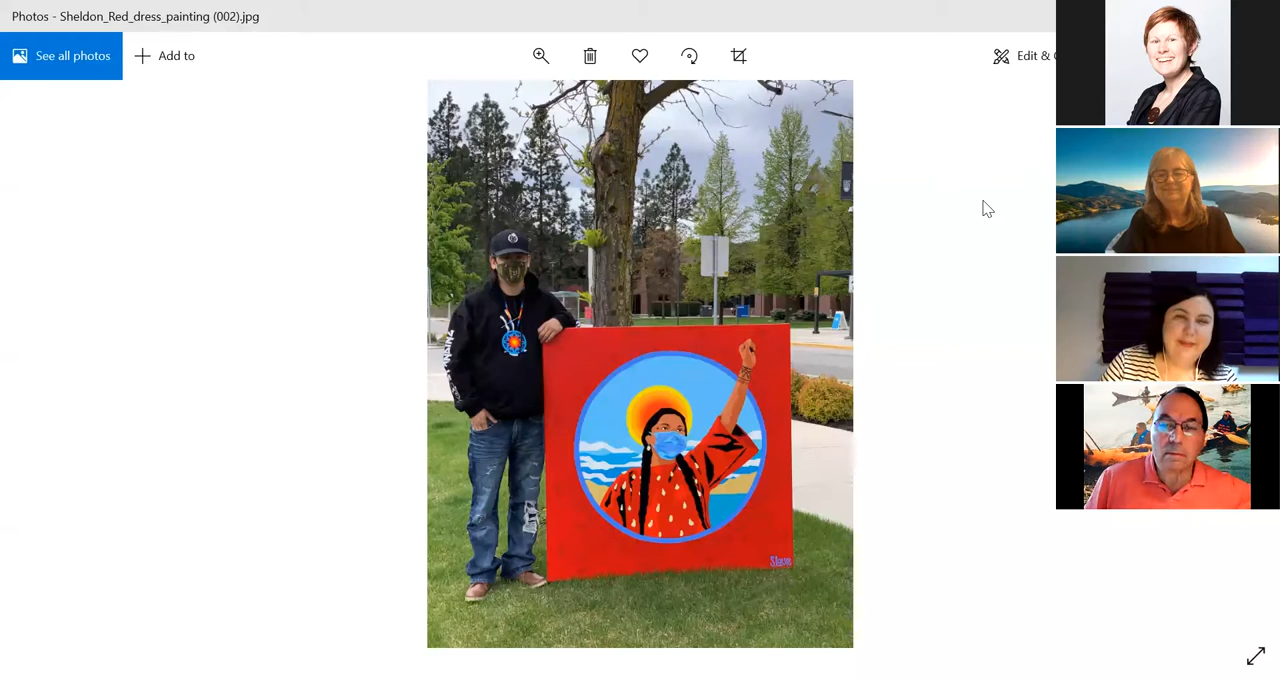 Photos - Sheldon_Red_dress_painting (002).jpg
See all photos
Add to
Edit &